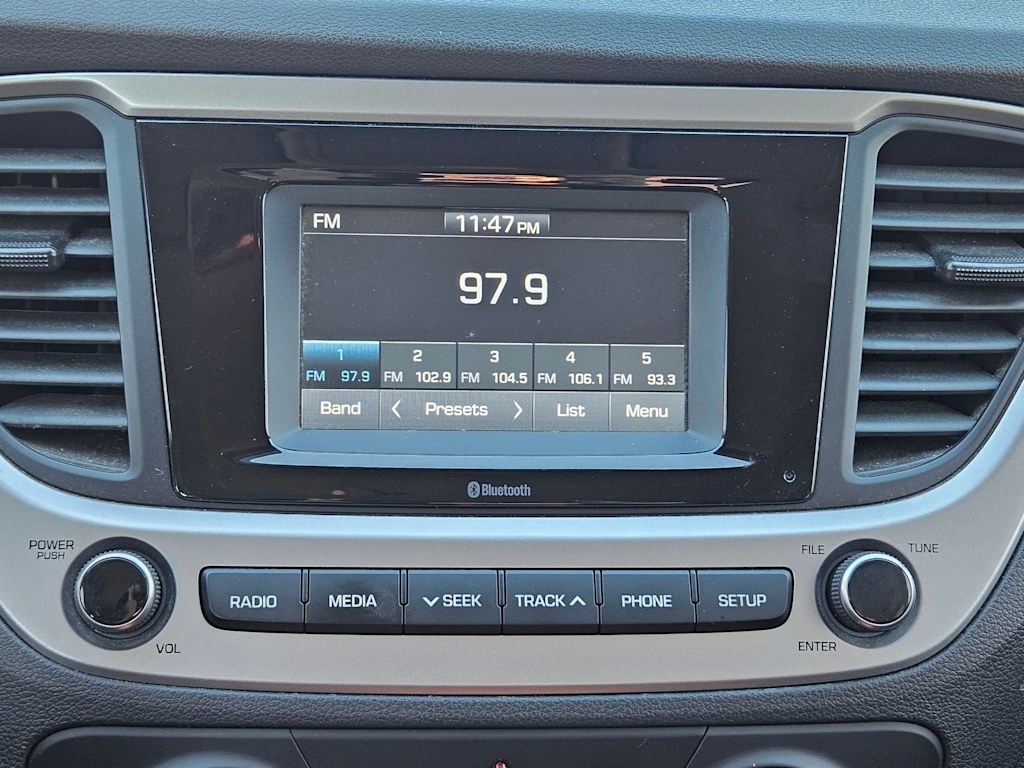 FM 11:47PM
97.9
1 2 3 4 5
FM 97.9 FM 102.9 FM 104.5 FM 106.1 FM 93.3
Band < Presets > List Menu
Bluetooth
POWER
PUSH
VOL
RADIO MEDIA SEEK TRACK PHONE SETUP
FILE TUNE
ENTER